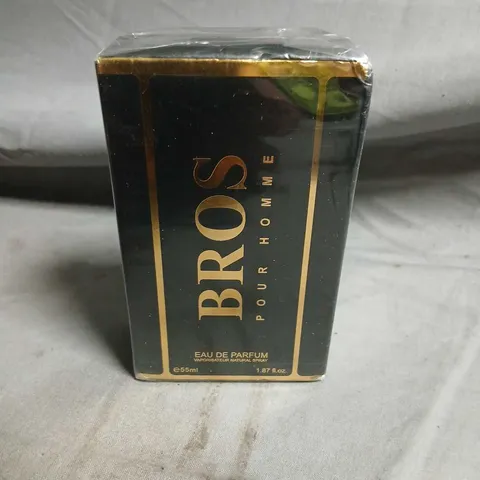 BROS
POUR HOMME
EAU DE PARFUM
VAPORISATEUR NATURAL SPRAY
℮55ml 1.87 fl.oz.